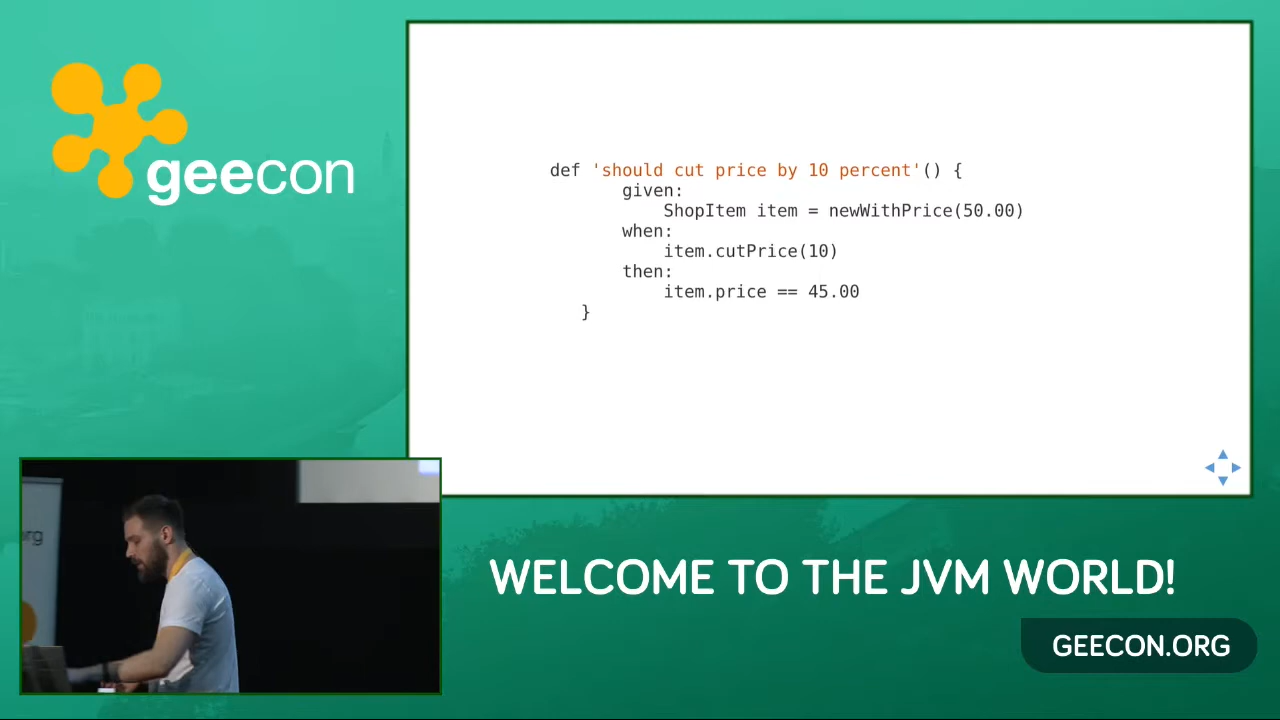 geecon
def 'should cut price by 10 percent'() {
given:
ShopItem item = newWithPrice(50.00)
when:
item.cutPrice(10)
then:
item.price == 45.00
}
rg
WELCOME TO THE JVM WORLD!
GEECON.ORG